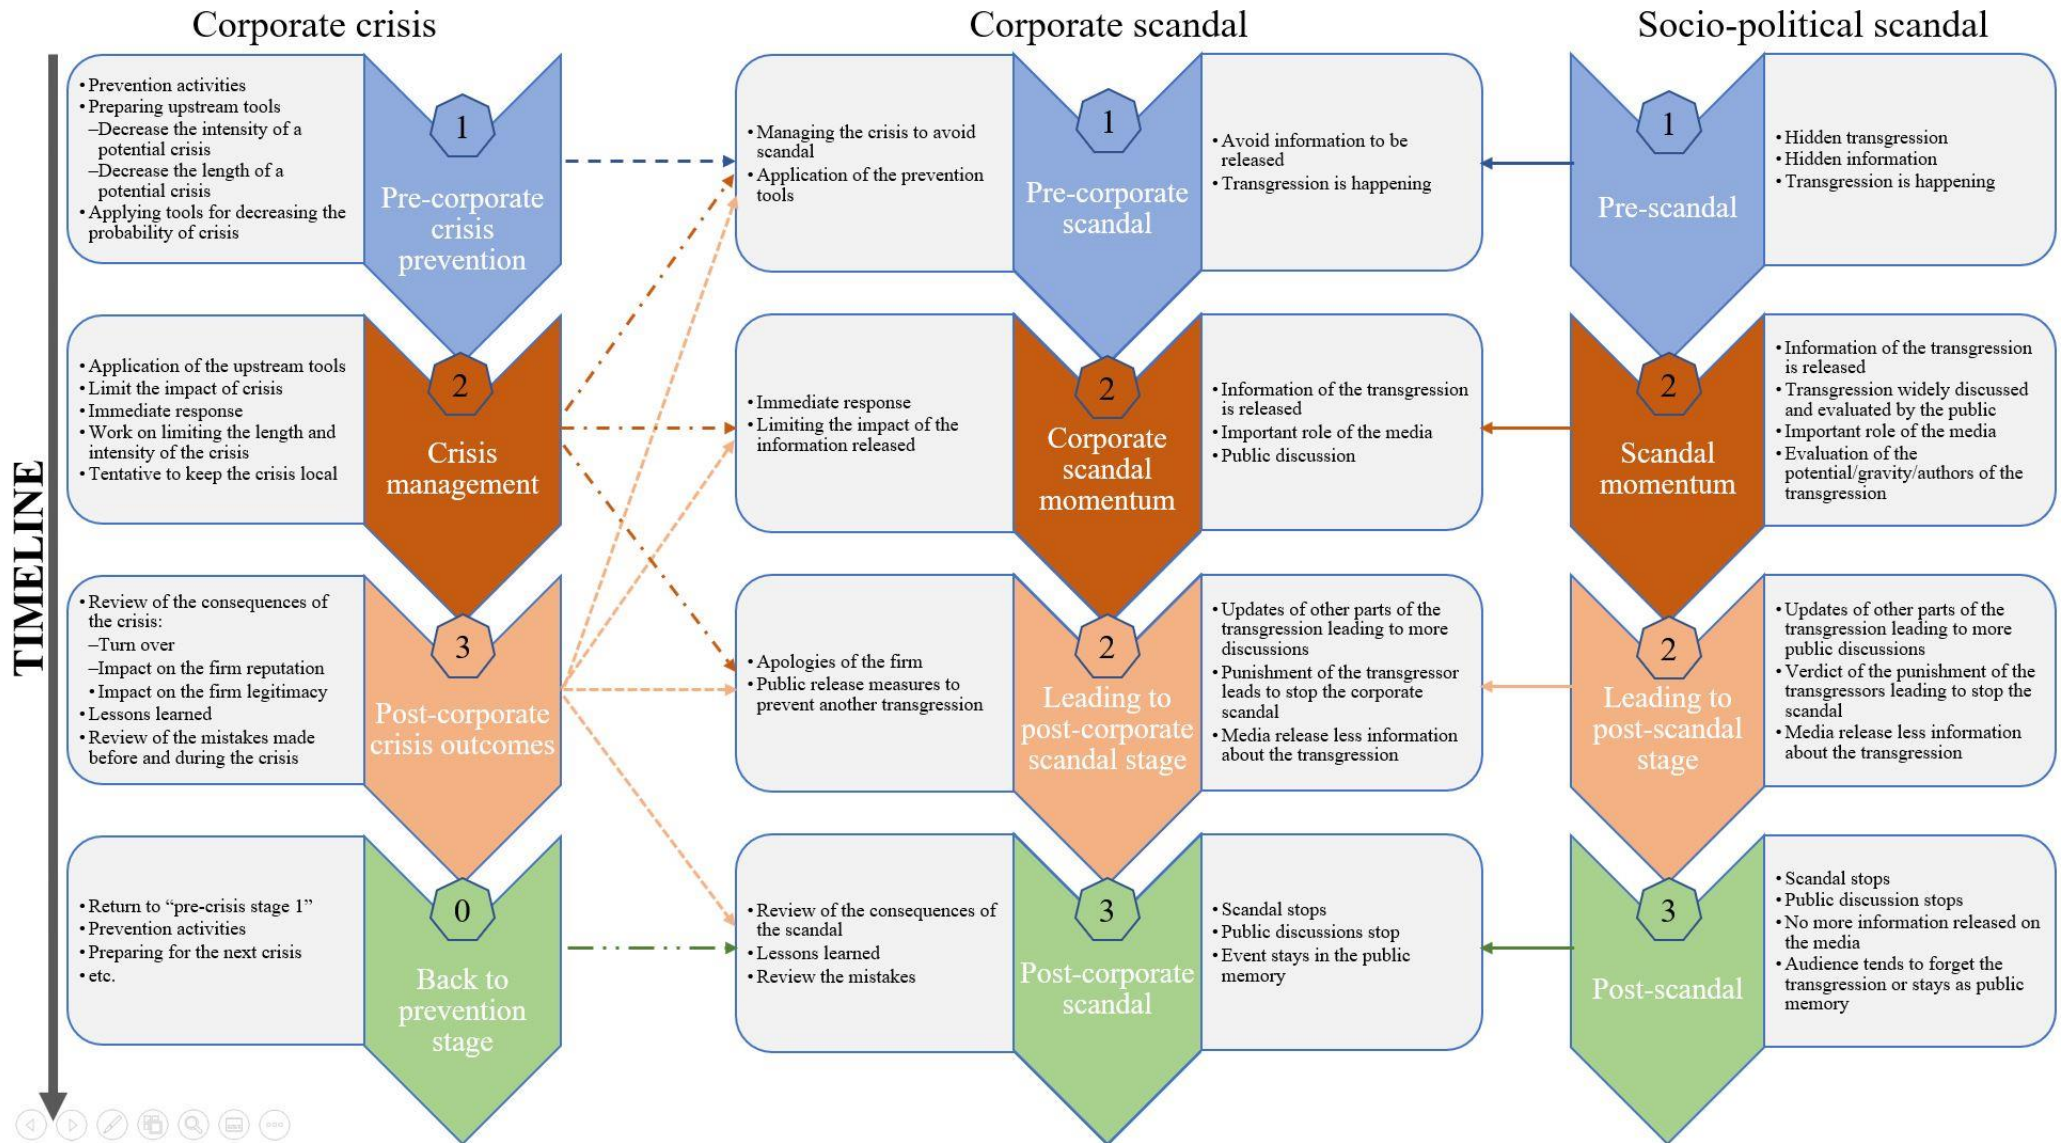 Corporate crisis
Corporate scandal
Socio-political scandal
TIMELINE
• Prevention activities
• Preparing upstream tools
–Decrease the intensity of a
potential crisis
–Decrease the length of a
potential crisis
• Applying tools for decreasing the
probability of crisis
1
Pre-corporate
crisis
prevention
• Managing the crisis to avoid
scandal
• Application of the prevention
tools
1
Pre-corporate
scandal
• Avoid information to be
released
• Transgression is happening
1
Pre-scandal
• Hidden transgression
• Hidden information
• Transgression is happening
• Application of the upstream tools
• Limit the impact of crisis
• Immediate response
• Work on limiting the length and
intensity of the crisis
• Tentative to keep the crisis local
2
Crisis
management
• Immediate response
• Limiting the impact of the
information released
2
Corporate
scandal
momentum
• Information of the transgression
is released
• Important role of the media
• Public discussion
2
Scandal
momentum
• Information of the transgression
is released
• Transgression widely discussed
and evaluated by the public
• Important role of the media
• Evaluation of the
potential/gravity/authors of the
transgression
• Review of the consequences of
the crisis:
–Turn over
–Impact on the firm reputation
• Impact on the firm legitimacy
• Lessons learned
• Review of the mistakes made
before and during the crisis
3
Post-corporate
crisis outcomes
• Apologies of the firm
• Public release measures to
prevent another transgression
2
Leading to
post-corporate
scandal stage
• Updates of other parts of the
transgression leading to more
discussions
• Punishment of the transgressor
leads to stop the corporate
scandal
• Media release less information
about the transgression
2
Leading to
post-scandal
stage
• Updates of other parts of the
transgression leading to more
public discussions
• Verdict of the punishment of the
transgressors leading to stop the
scandal
• Media release less information
about the transgression
• Return to “pre-crisis stage 1”
• Prevention activities
• Preparing for the next crisis
• etc.
0
Back to
prevention
stage
• Review of the consequences of
the scandal
• Lessons learned
• Review the mistakes
3
Post-corporate
scandal
• Scandal stops
• Public discussions stop
• Event stays in the public
memory
3
Post-scandal
• Scandal stops
• Public discussion stops
• No more information released on
the media
• Audience tends to forget the
transgression or stays as public
memory